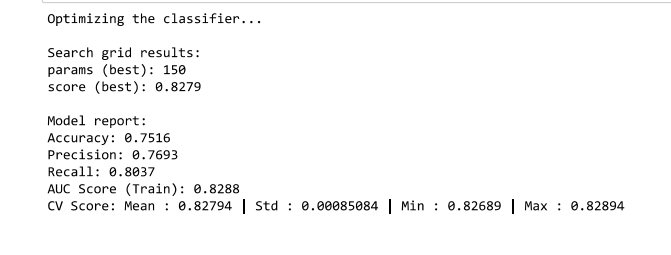 Optimizing the classifier...
Search grid results:
params (best): 150
score (best): 0.8279
Model report:
Accuracy: 0.7516
Precision: 0.7693
Recall: 0.8037
AUC Score (Train): 0.8288
CV Score: Mean : 0.82794 | Std : 0.00085084 | Min : 0.82689 | Max : 0.82894